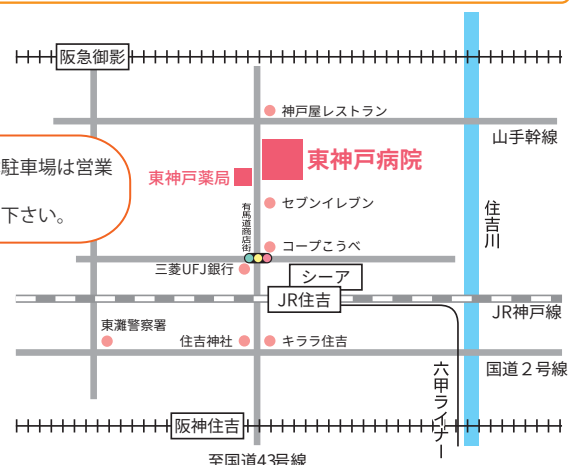 阪急御影
神戸屋レストラン
山手幹線
駐車場は営業
下さい。
東神戸薬局
東神戸病院
有馬道商店街
セブンイレブン
住吉川
コープこうべ
三菱UFJ銀行
シーア
JR住吉
JR神戸線
東灘警察署
住吉神社
キララ住吉
国道２号線
六甲ライナー
阪神住吉
至国道43号線